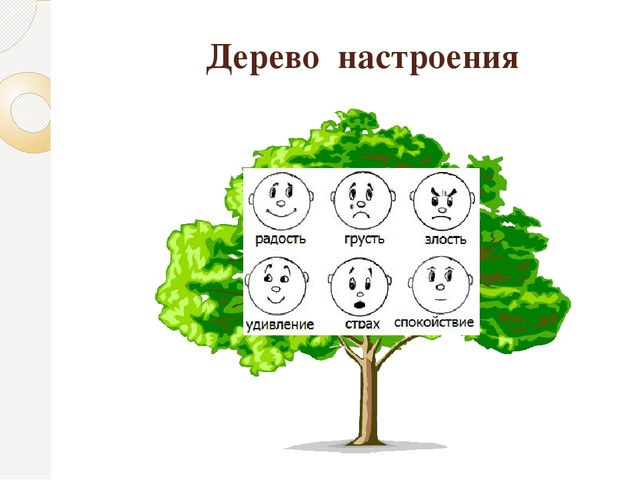 Дерево настроения
радость грусть злость
удивление страх спокойствие